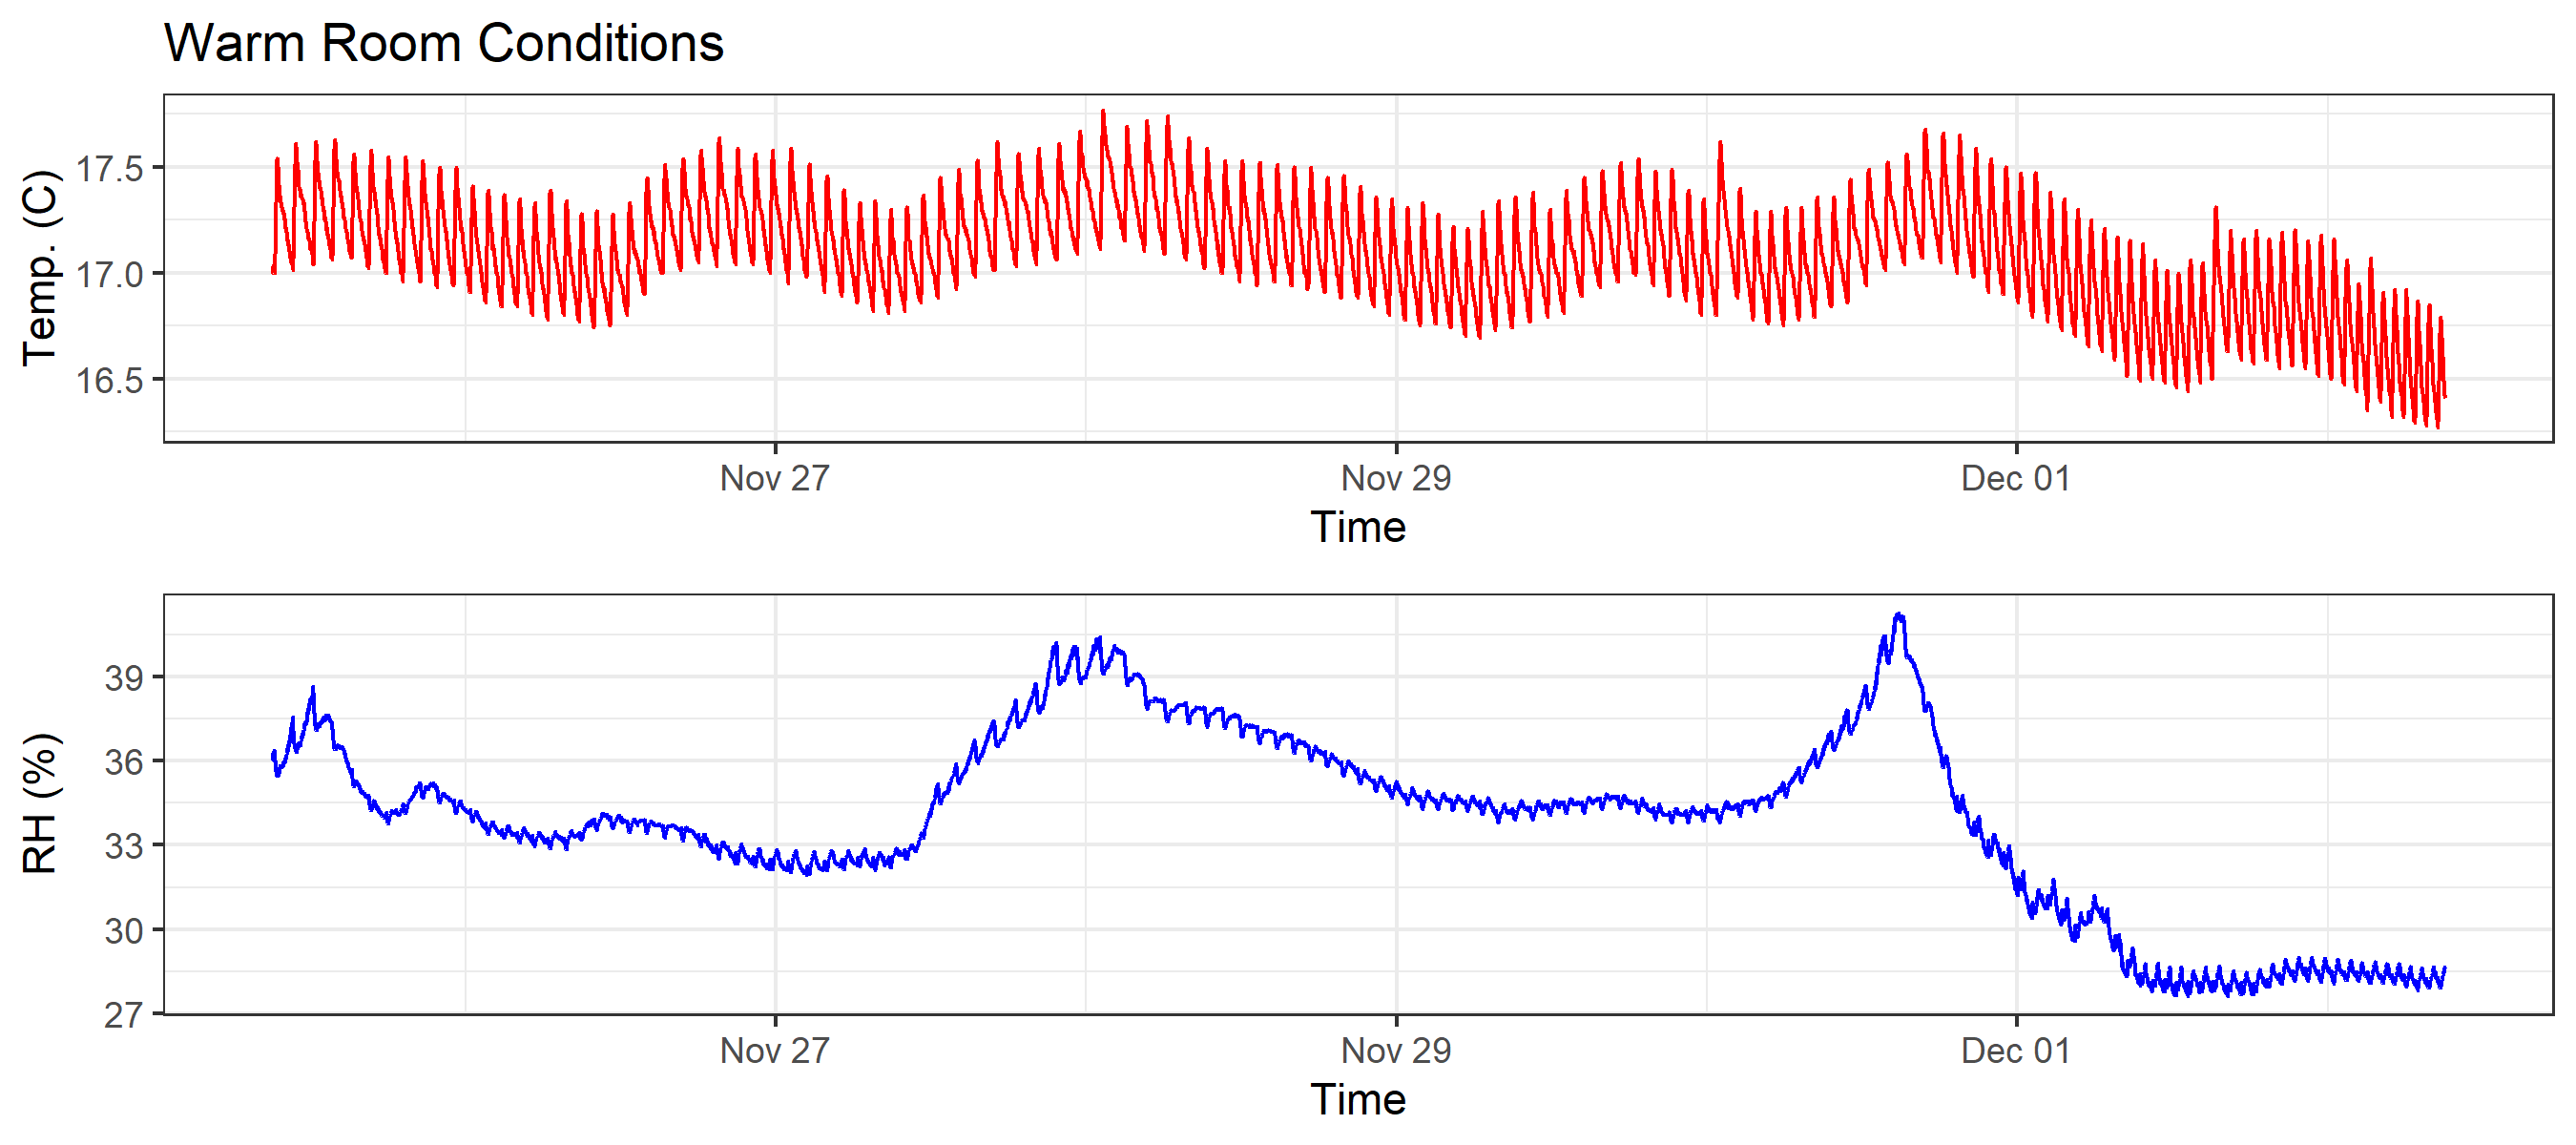 Warm Room Conditions
Temp. (C)
17.5
17.0
16.5
Nov 27 Nov 29 Dec 01
Time
RH (%)
39
36
33
30
27
Nov 27 Nov 29 Dec 01
Time